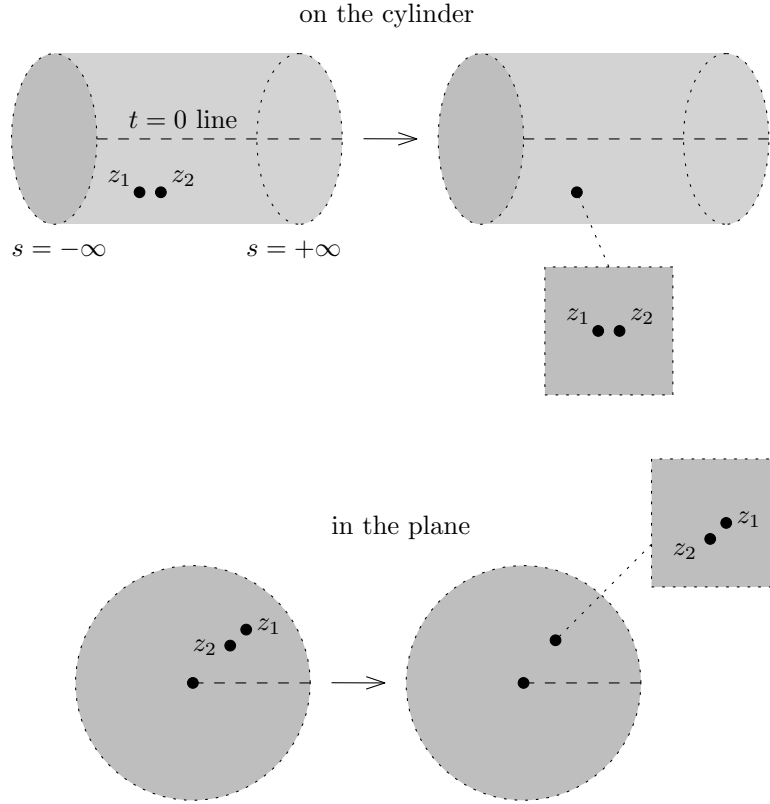 on the cylinder
t = 0 line
z₁ z₂
s = −∞ s = +∞
z₁ z₂
in the plane
z₁
z₂
z₁
z₂